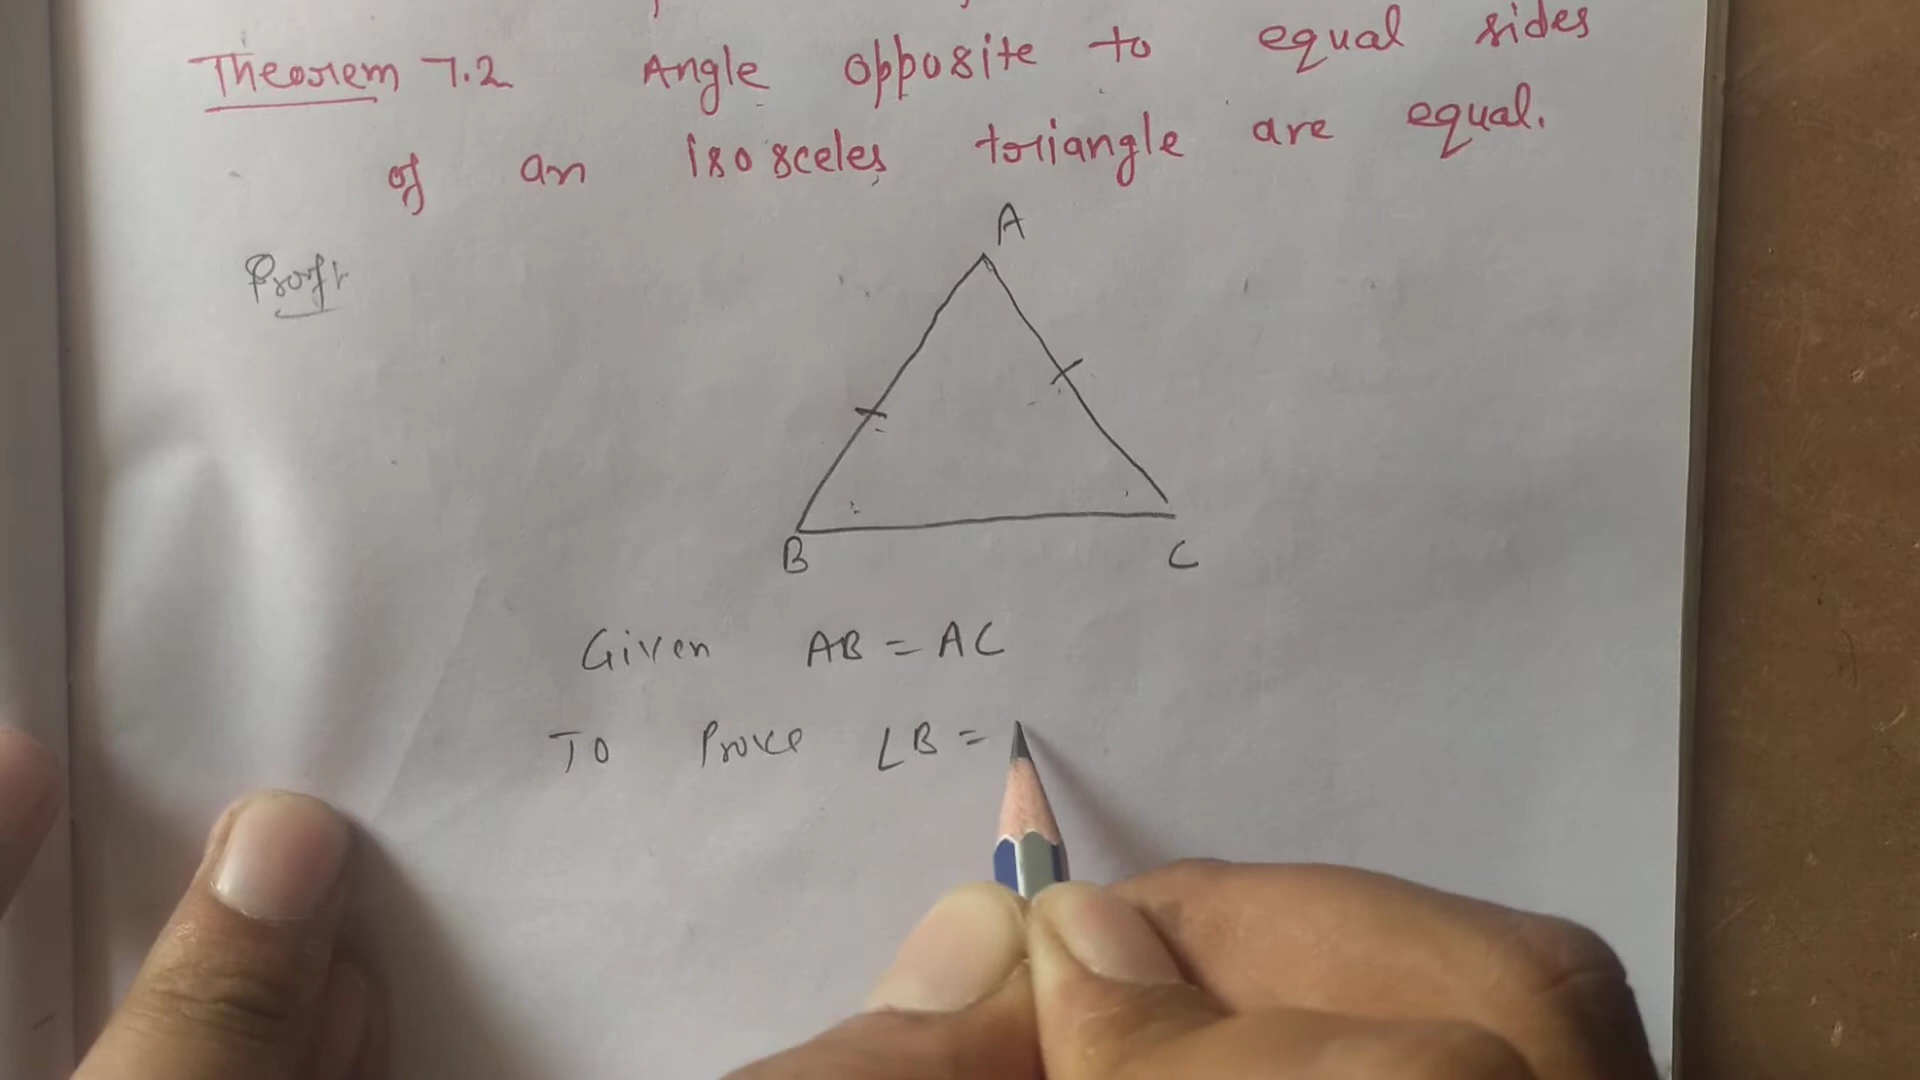 Theorem 7.2 Angle opposite to equal sides
of an isosceles triangle are equal.
Proof
A
B C
Given AB = AC
To Prove ∠B =